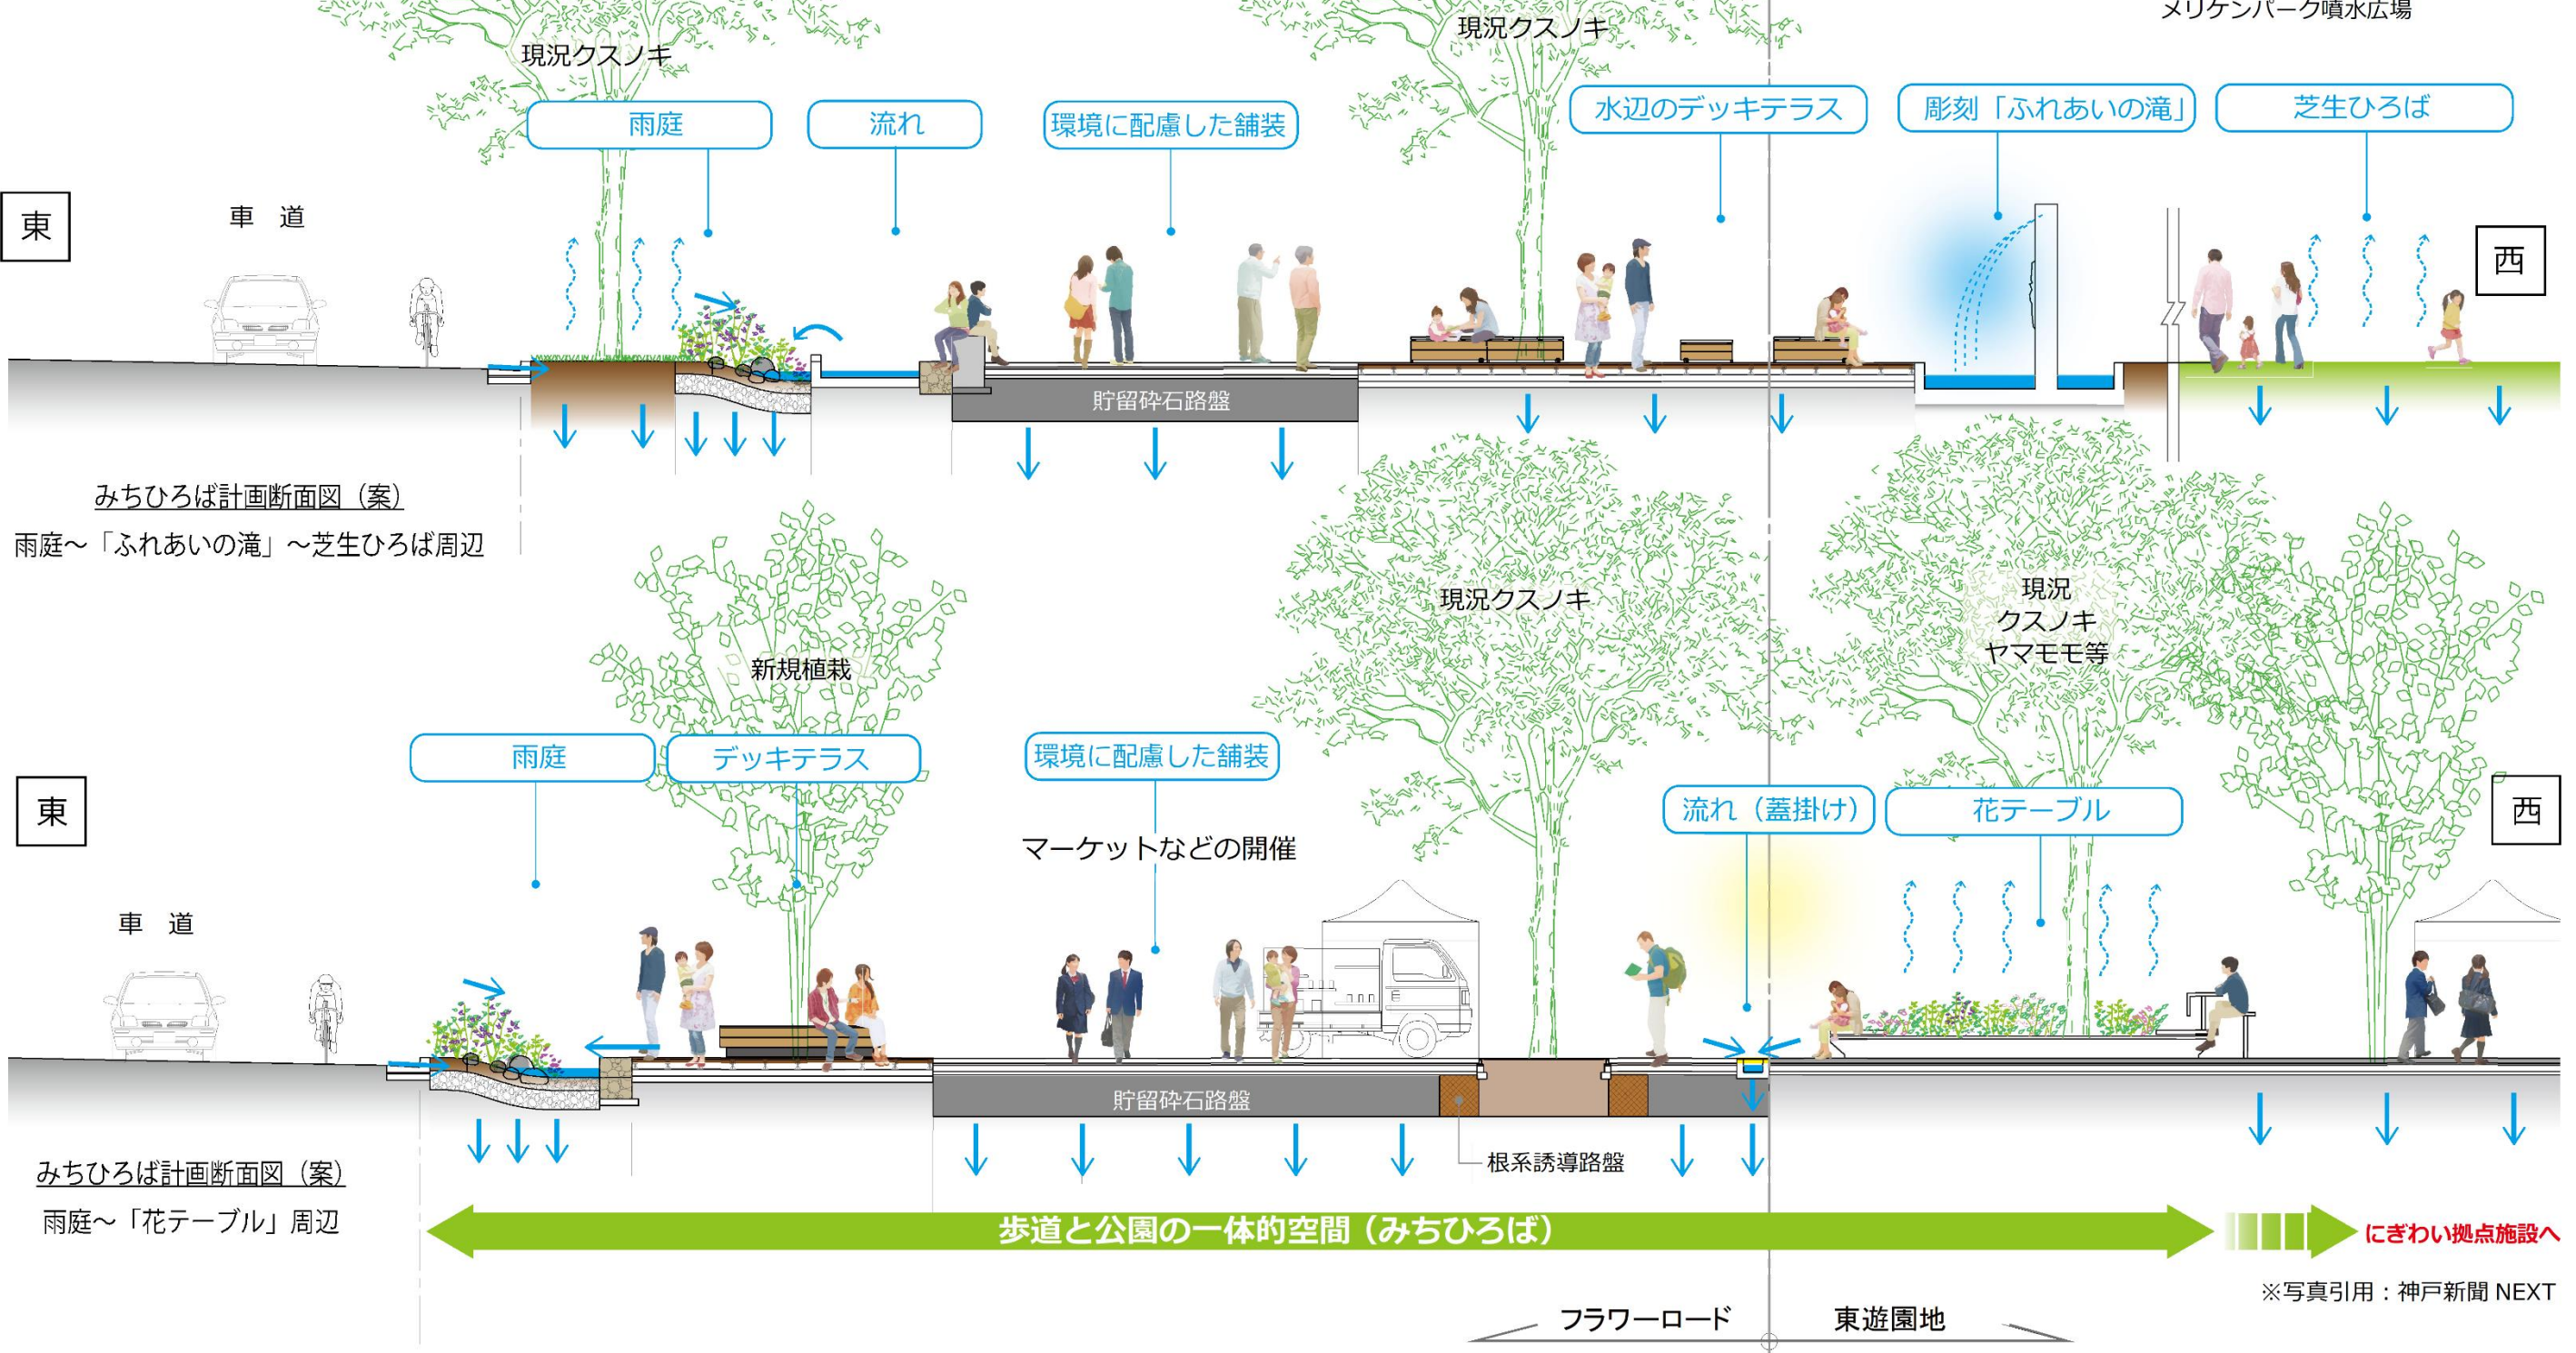 メリケンパーク噴水広場
現況クスノキ
現況クスノキ
雨庭
流れ
環境に配慮した舗装
水辺のデッキテラス
彫刻「ふれあいの滝」
芝生ひろば
東
車 道
西
貯留砕石路盤
みちひろば計画断面図（案）
雨庭～「ふれあいの滝」～芝生ひろば周辺
新規植栽
現況クスノキ
現況
クスノキ
ヤマモモ等
雨庭
デッキテラス
環境に配慮した舗装
流れ（蓋掛け）
花テーブル
東
西
マーケットなどの開催
車 道
貯留砕石路盤
根系誘導路盤
みちひろば計画断面図（案）
雨庭～「花テーブル」周辺
歩道と公園の一体的空間（みちひろば）
にぎわい拠点施設へ
※写真引用：神戸新聞 NEXT
フラワーロード
東遊園地